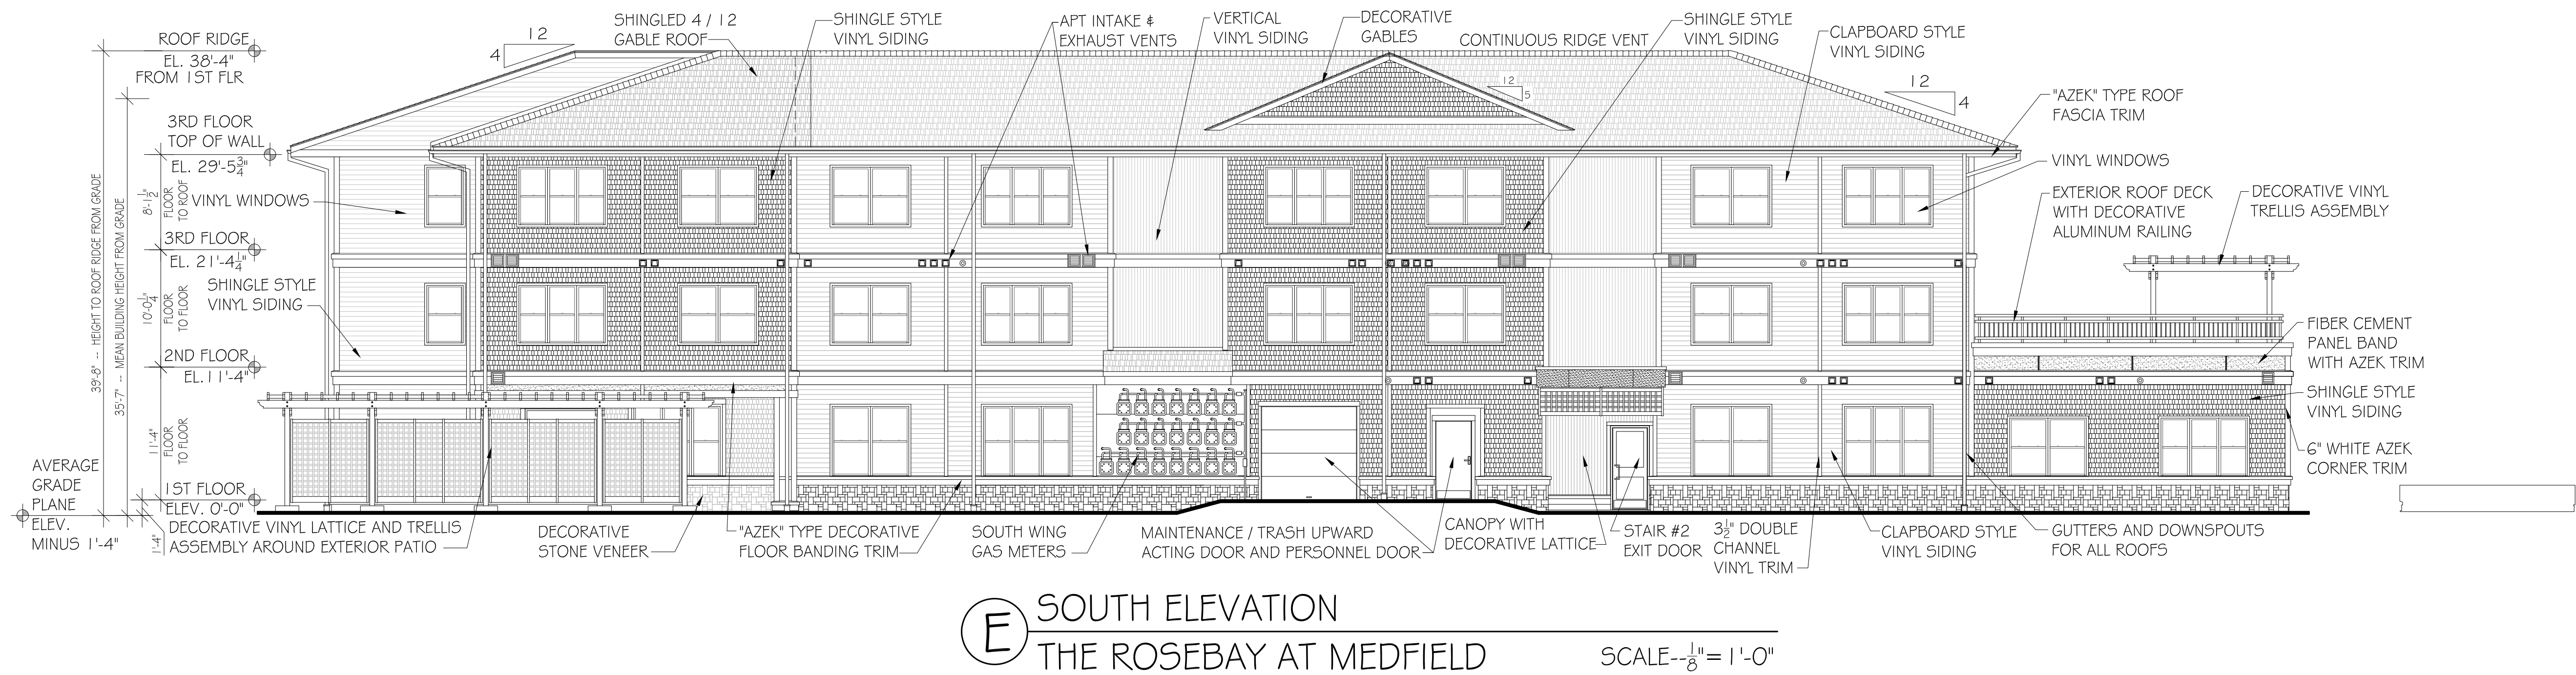 ROOF RIDGE
EL. 38'-4"
FROM 1ST FLR
12
4
SHINGLED 4 / 12
GABLE ROOF
SHINGLE STYLE
VINYL SIDING
APT INTAKE &
EXHAUST VENTS
VERTICAL
VINYL SIDING
DECORATIVE
GABLES
CONTINUOUS RIDGE VENT
SHINGLE STYLE
VINYL SIDING
CLAPBOARD STYLE
VINYL SIDING
12
5
12
4
"AZEK" TYPE ROOF
FASCIA TRIM
VINYL WINDOWS
EXTERIOR ROOF DECK
WITH DECORATIVE
ALUMINUM RAILING
DECORATIVE VINYL
TRELLIS ASSEMBLY
3RD FLOOR
TOP OF WALL
EL. 29'-5 3/4"
39'-8" -- HEIGHT TO ROOF RIDGE FROM GRADE
35'-7" -- MEAN BUILDING HEIGHT FROM GRADE
8'-1 1/2"
FLOOR
TO ROOF
VINYL WINDOWS
3RD FLOOR
EL. 21'-4 1/4"
SHINGLE STYLE
VINYL SIDING
10'-0 1/4"
FLOOR
TO FLOOR
2ND FLOOR
EL.11'-4"
11'-4"
FLOOR
TO FLOOR
FIBER CEMENT
PANEL BAND
WITH AZEK TRIM
SHINGLE STYLE
VINYL SIDING
6" WHITE AZEK
CORNER TRIM
AVERAGE
GRADE
PLANE
ELEV.
MINUS 1'-4"
1ST FLOOR
ELEV. 0'-0"
1'-4"
DECORATIVE VINYL LATTICE AND TRELLIS
ASSEMBLY AROUND EXTERIOR PATIO
DECORATIVE
STONE VENEER
"AZEK" TYPE DECORATIVE
FLOOR BANDING TRIM
SOUTH WING
GAS METERS
MAINTENANCE / TRASH UPWARD
ACTING DOOR AND PERSONNEL DOOR
CANOPY WITH
DECORATIVE LATTICE
STAIR #2
EXIT DOOR
3 1/2" DOUBLE
CHANNEL
VINYL TRIM
CLAPBOARD STYLE
VINYL SIDING
GUTTERS AND DOWNSPOUTS
FOR ALL ROOFS
E
SOUTH ELEVATION
THE ROSEBAY AT MEDFIELD
SCALE--1/8"=1'-0"